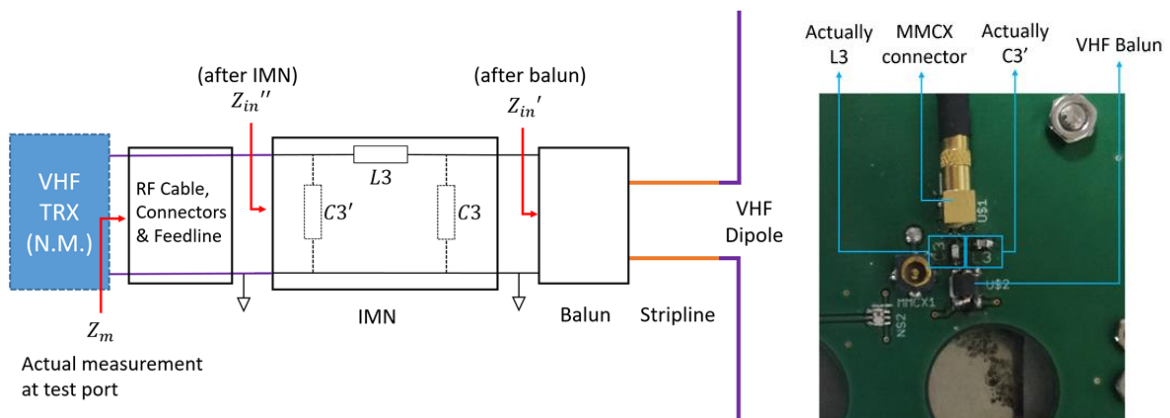 (after IMN)
Z_in''
(after balun)
Z_in'
VHF
TRX
(N.M.)
RF Cable,
Connectors
& Feedline
C3'
L3
C3
VHF
Dipole
Z_m
IMN
Balun
Stripline
Actual measurement
at test port
Actually
L3
MMCX
connector
Actually
C3'
VHF Balun
U$1
3
3
U$2
MMCX1
NS2